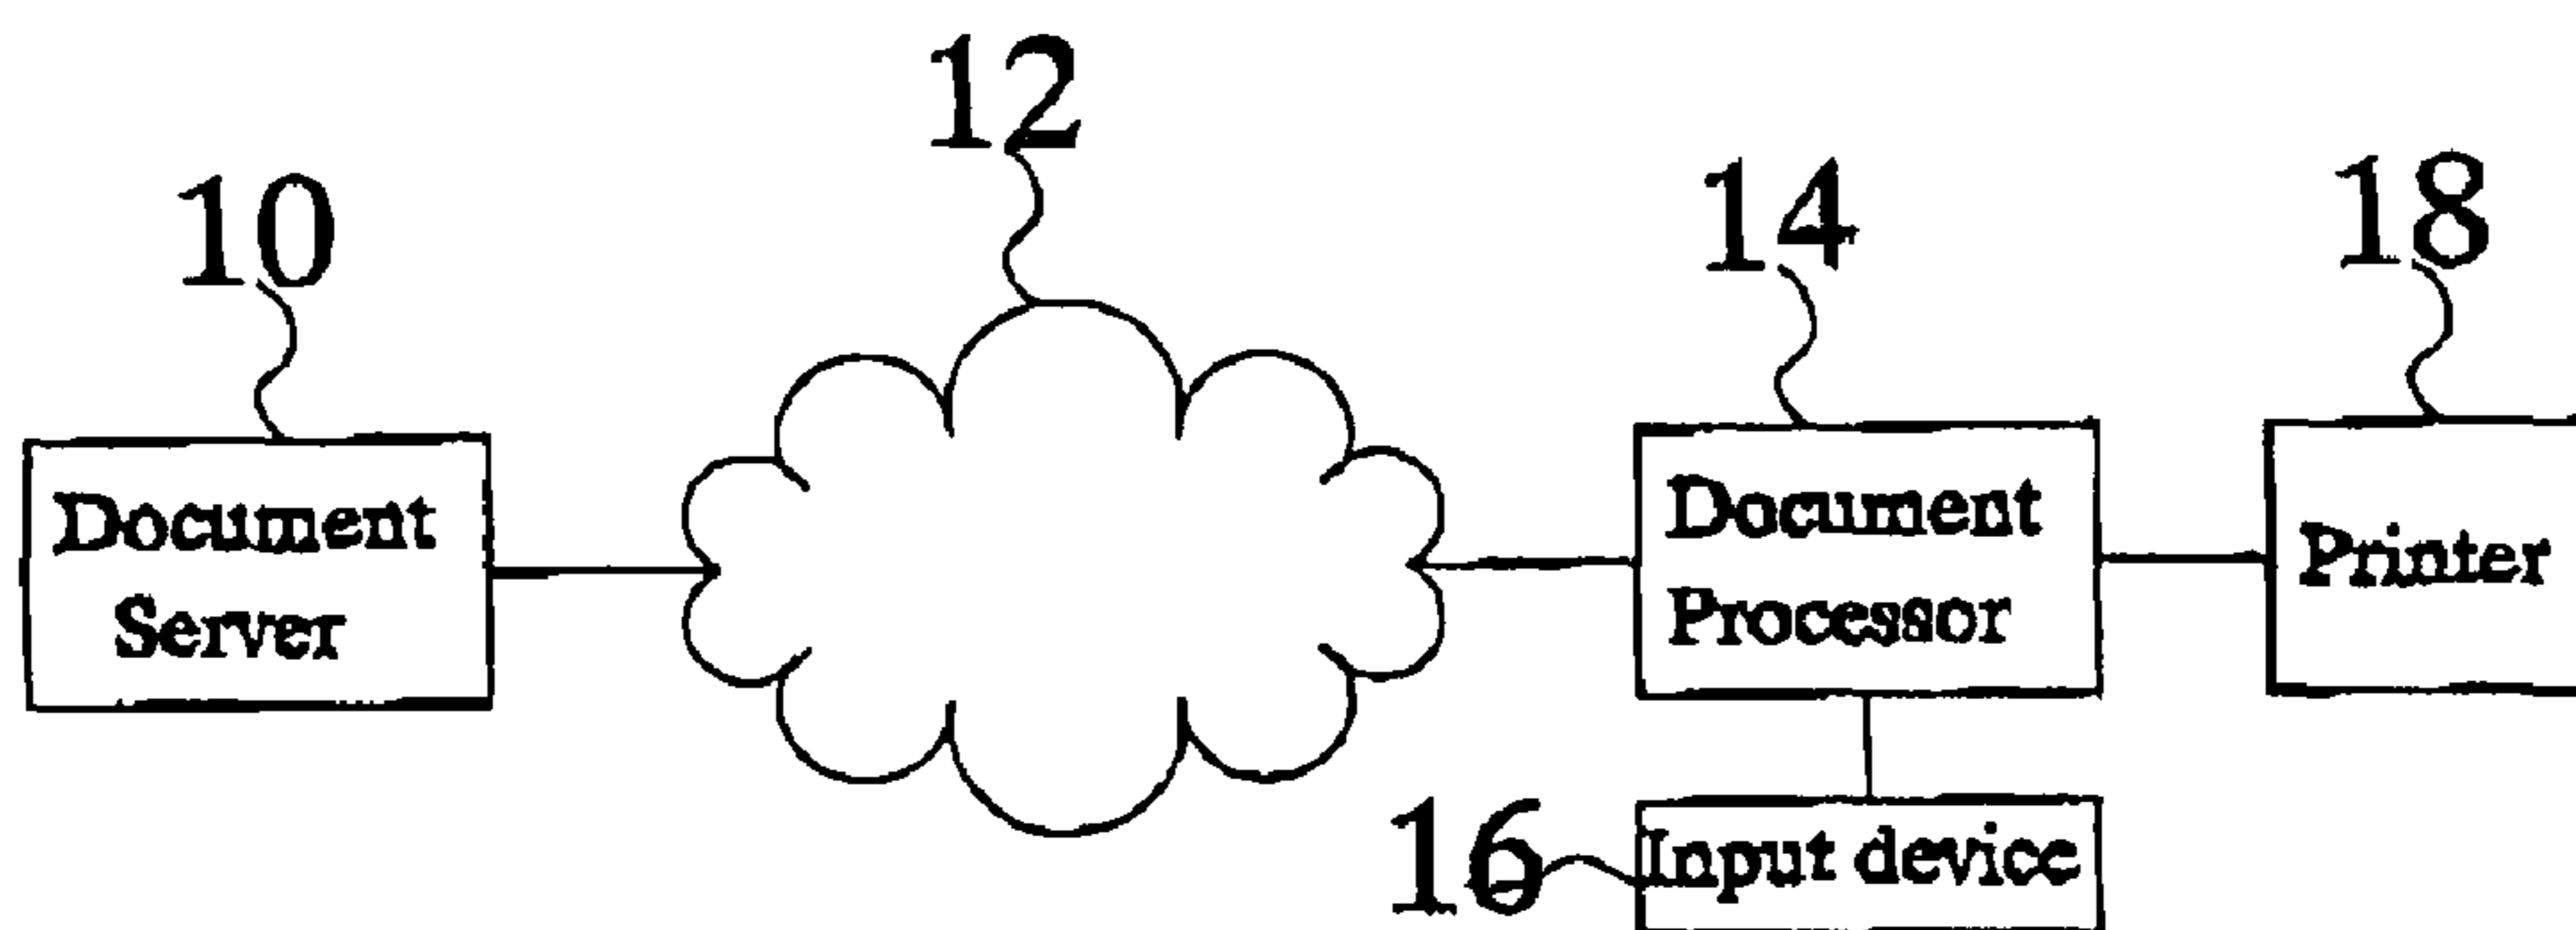 12
10
14
18
Document
Server
Document
Processor
Printer
16
Input device